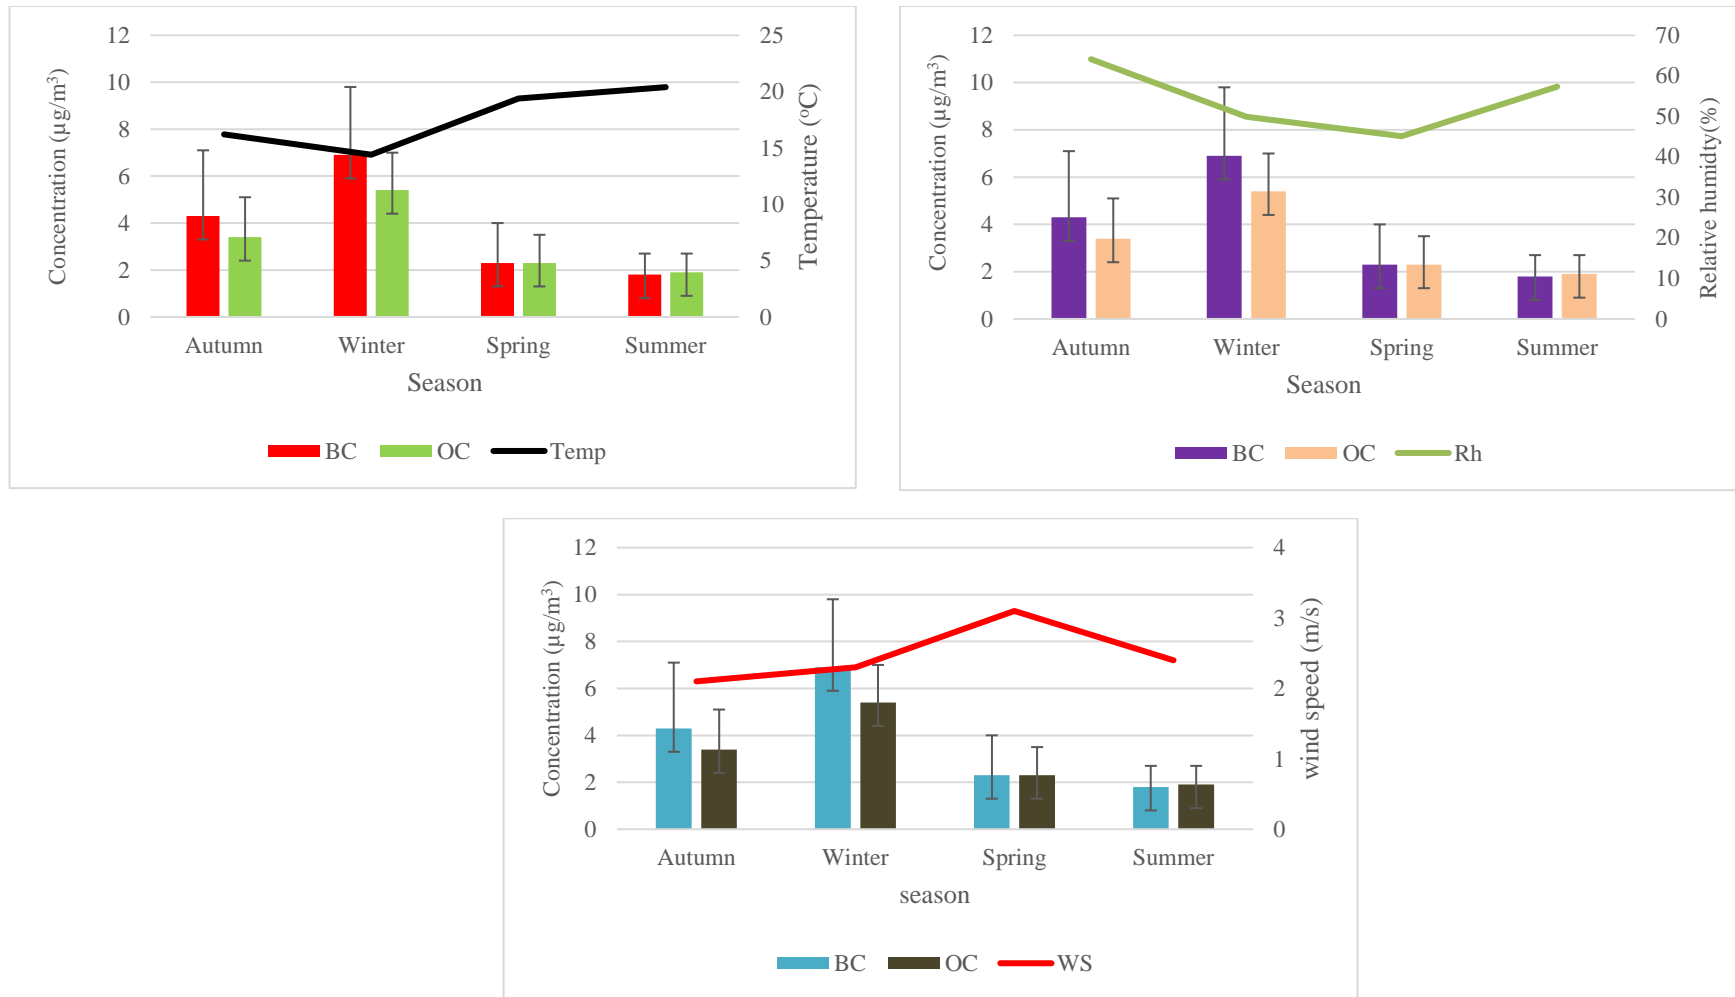 12
10
8
6
4
2
0
Concentration (µg/m³)
25
20
15
10
5
0
Temperature (°C)
Autumn Winter Spring Summer
Season
BC OC Temp
12
10
8
6
4
2
0
Concentration (µg/m³)
70
60
50
40
30
20
10
0
Relative humidty(%)
Autumn Winter Spring Summer
Season
BC OC Rh
12
10
8
6
4
2
0
Concentration (µg/m³)
4
3
2
1
0
wind speed (m/s)
Autumn Winter Spring Summer
season
BC OC WS